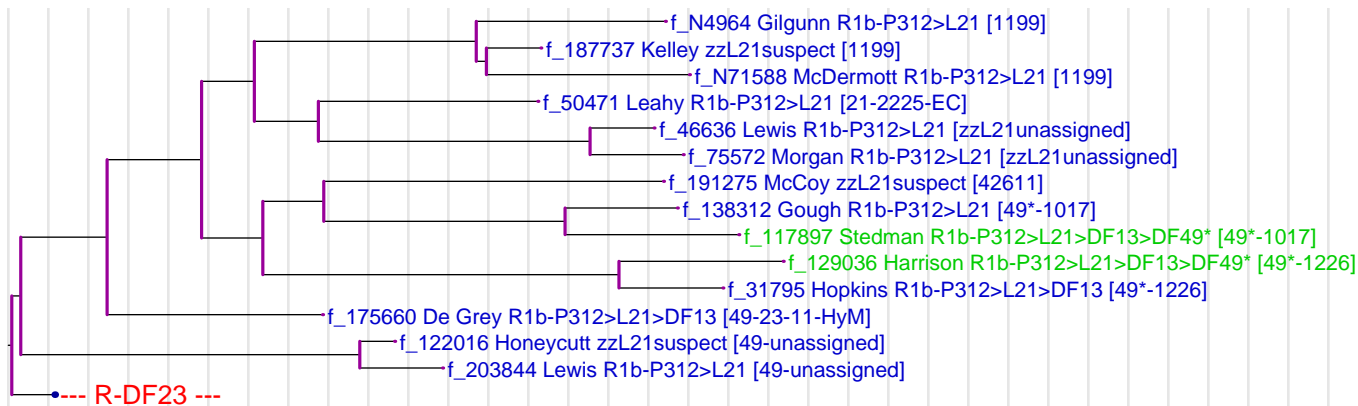 f_N4964 Gilgunn R1b-P312>L21 [1199]
f_187737 Kelley zzL21suspect [1199]
f_N71588 McDermott R1b-P312>L21 [1199]
f_50471 Leahy R1b-P312>L21 [21-2225-EC]
f_46636 Lewis R1b-P312>L21 [zzL21unassigned]
f_75572 Morgan R1b-P312>L21 [zzL21unassigned]
f_191275 McCoy zzL21suspect [42611]
f_138312 Gough R1b-P312>L21 [49*-1017]
f_117897 Stedman R1b-P312>L21>DF13>DF49* [49*-1017]
f_129036 Harrison R1b-P312>L21>DF13>DF49* [49*-1226]
f_31795 Hopkins R1b-P312>L21>DF13 [49*-1226]
f_175660 De Grey R1b-P312>L21>DF13 [49-23-11-HyM]
f_122016 Honeycutt zzL21suspect [49-unassigned]
f_203844 Lewis R1b-P312>L21 [49-unassigned]
--- R-DF23 ---